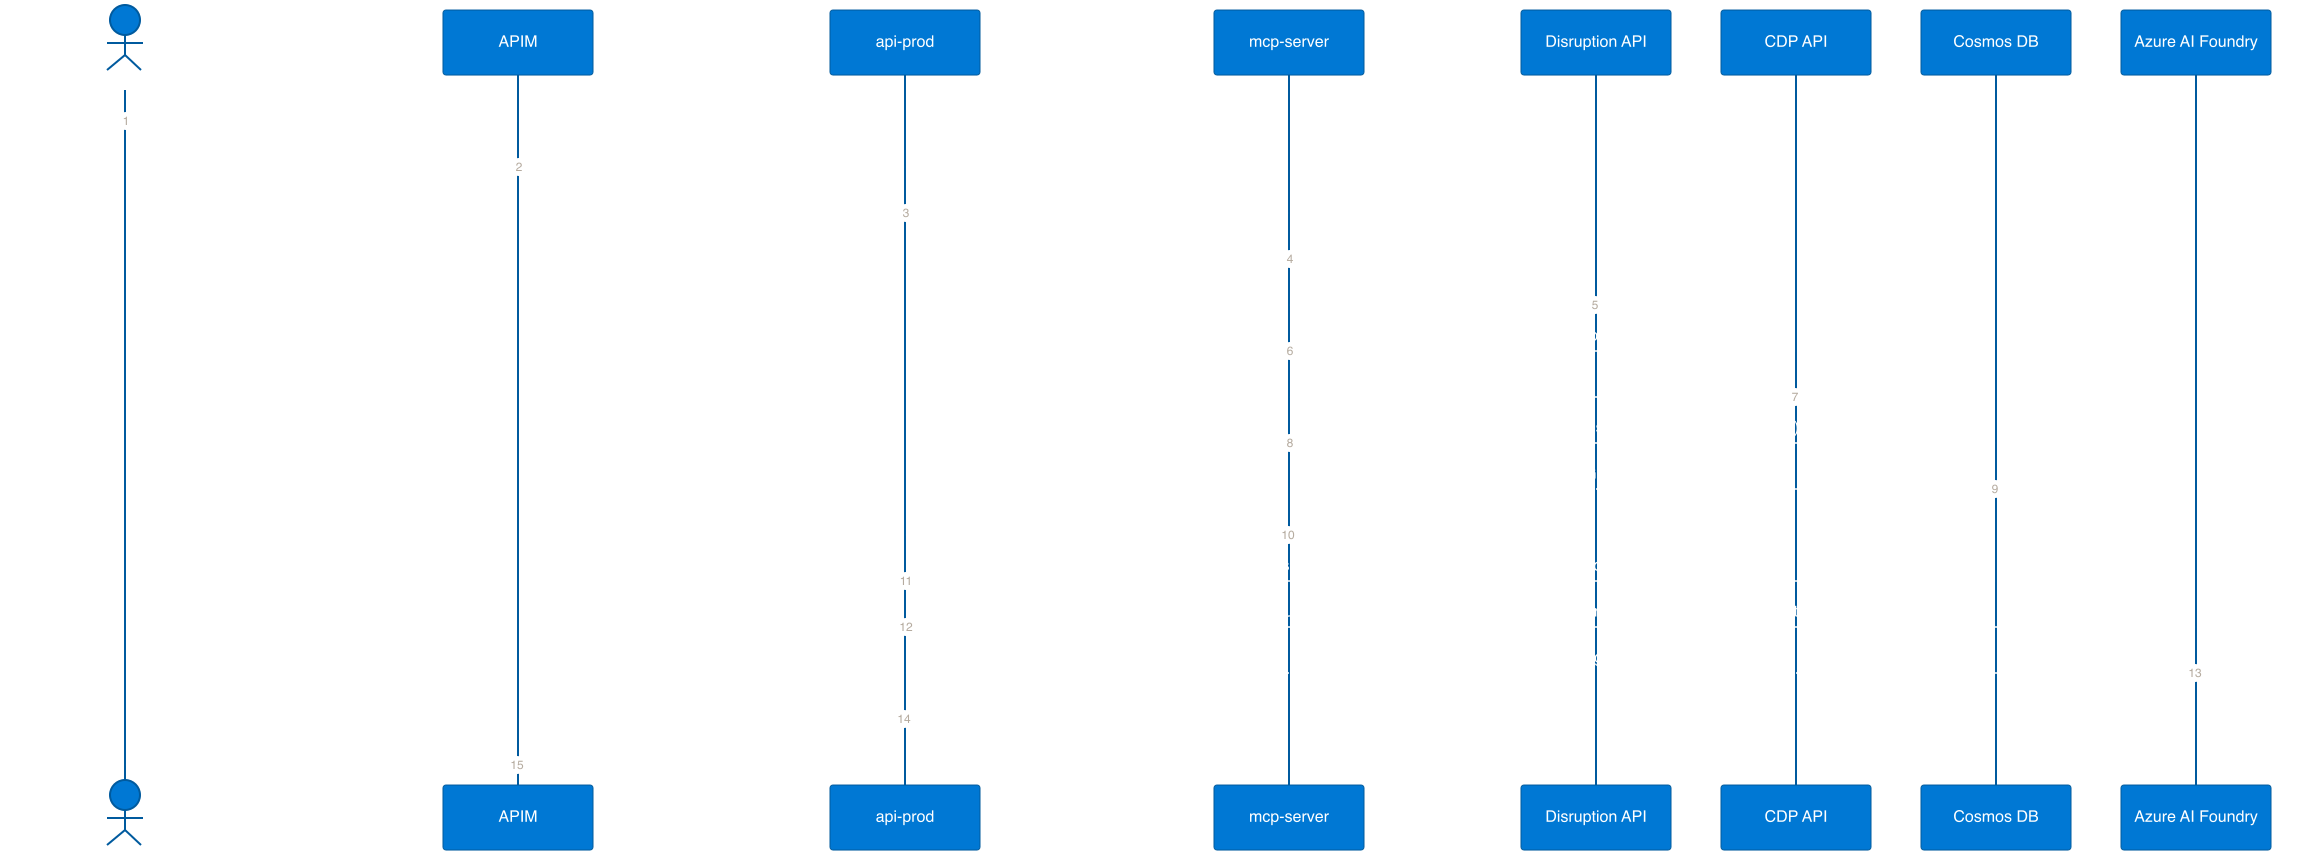 APIM
api-prod
mcp-server
Disruption API
CDP API
Cosmos DB
Azure AI Foundry
1
2
3
4
5
6
7
8
9
10
11
12
13
14
15
APIM
api-prod
mcp-server
Disruption API
CDP API
Cosmos DB
Azure AI Foundry